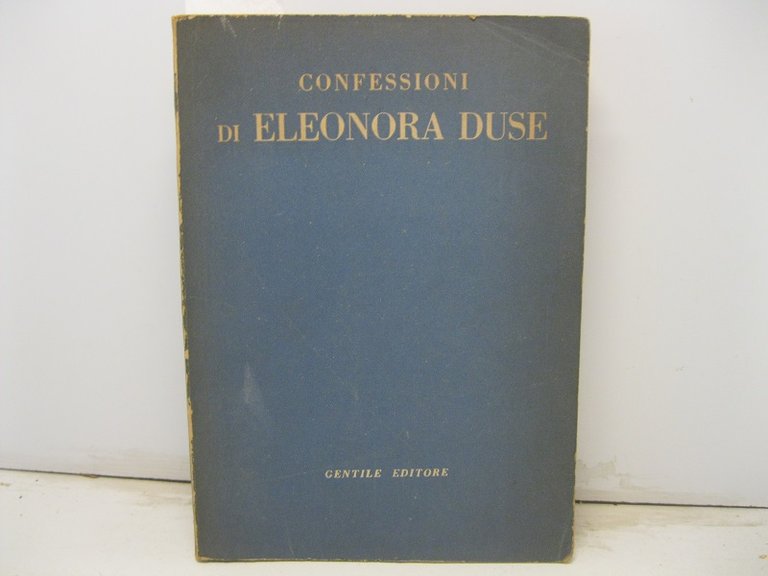 CONFESSIONI
DI ELEONORA DUSE
GENTILE EDITORE